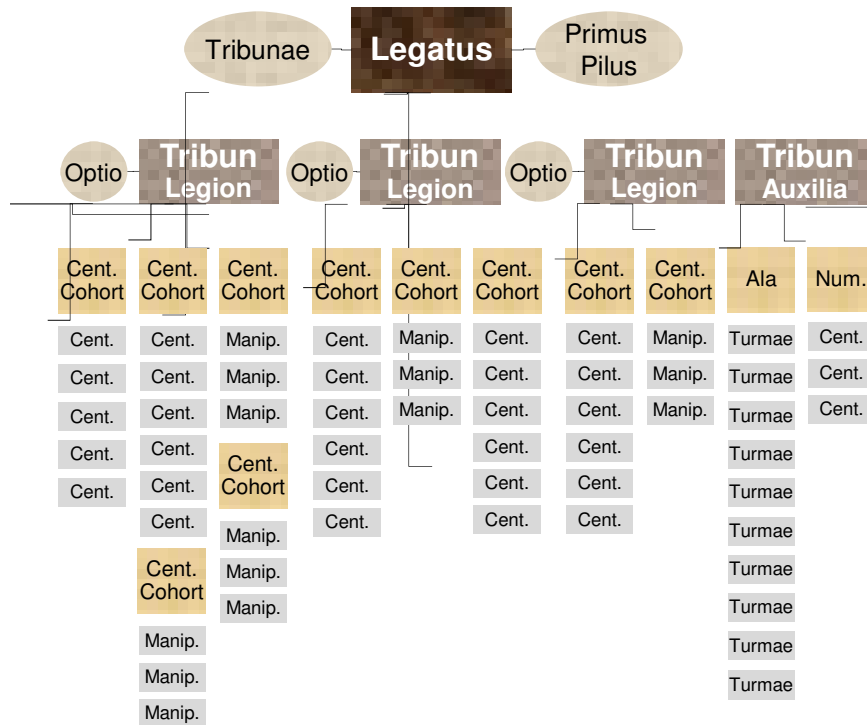 Tribunae
Legatus
Primus
Pilus
Optio
Tribun
Legion
Optio
Tribun
Legion
Optio
Tribun
Legion
Tribun
Auxilia
Cent.
Cohort
Cent.
Cent.
Cent.
Cent.
Cent.
Cent.
Cohort
Cent.
Cent.
Cent.
Cent.
Cent.
Cent.
Cent.
Cohort
Manip.
Manip.
Manip.
Cent.
Cohort
Manip.
Manip.
Manip.
Cent.
Cohort
Manip.
Manip.
Manip.
Cent.
Cohort
Cent.
Cent.
Cent.
Cent.
Cent.
Cent.
Cent.
Cohort
Manip.
Manip.
Manip.
Cent.
Cohort
Cent.
Cent.
Cent.
Cent.
Cent.
Cent.
Cent.
Cohort
Cent.
Cent.
Cent.
Cent.
Cent.
Cent.
Cent.
Cohort
Manip.
Manip.
Manip.
Ala
Turmae
Turmae
Turmae
Turmae
Turmae
Turmae
Turmae
Turmae
Turmae
Turmae
Num.
Cent.
Cent.
Cent.